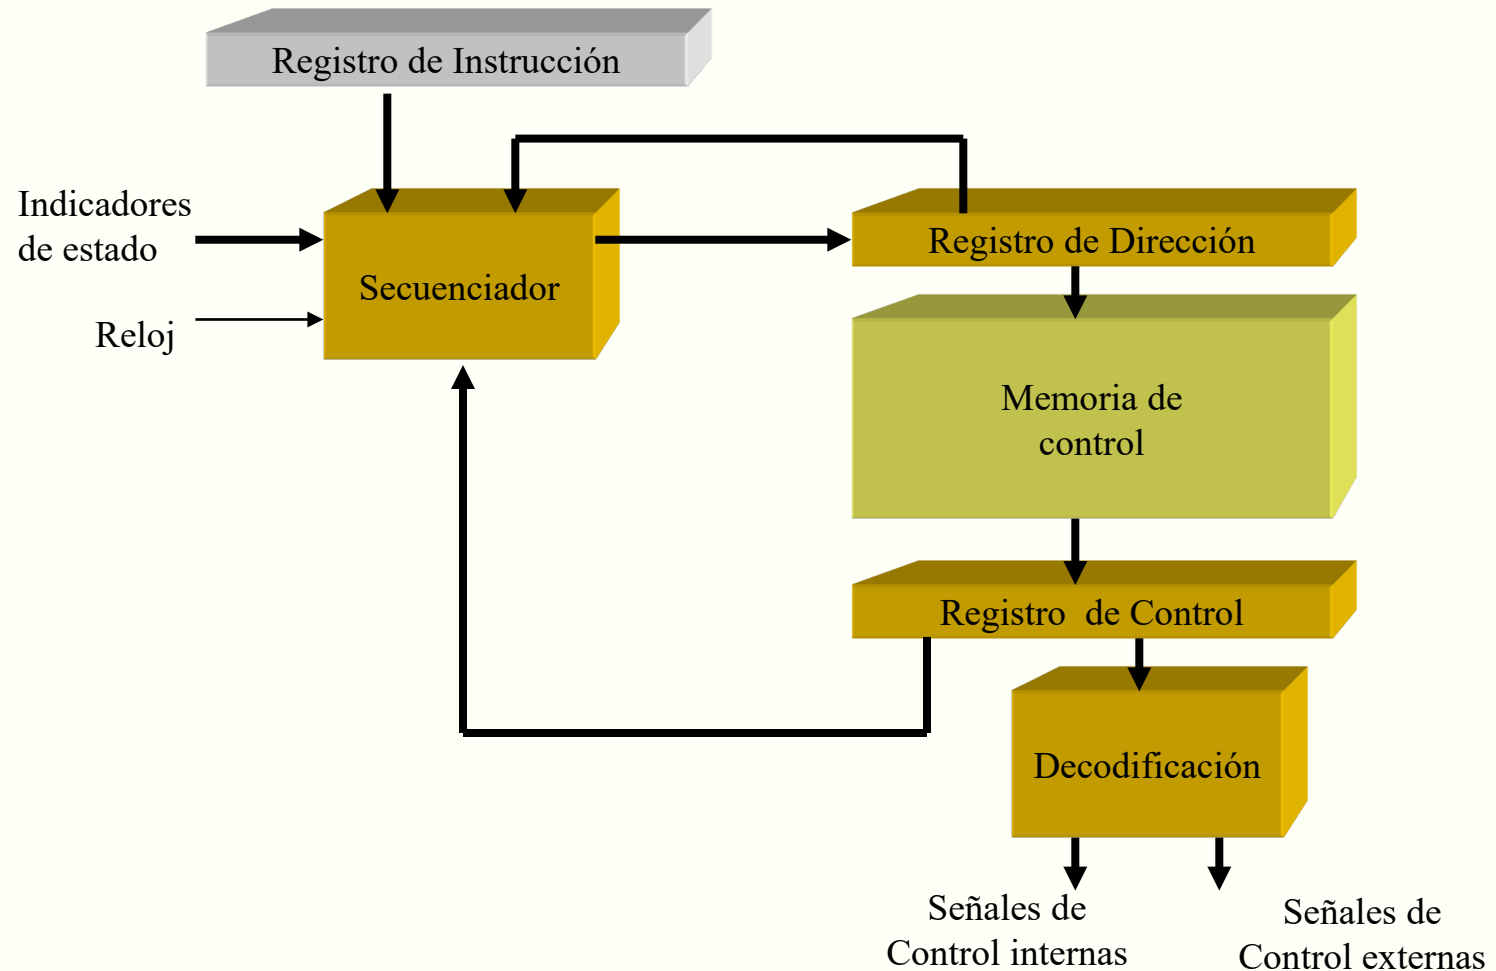 Registro de Instrucción
Indicadores
de estado
Registro de Dirección
Secuenciador
Reloj
Memoria de
control
Registro  de Control
Decodificación
Señales de
Control internas
Señales de
Control externas